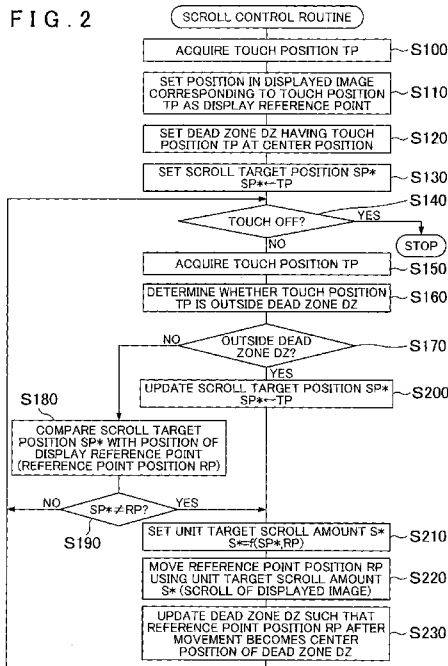 FIG. 2
SCROLL CONTROL ROUTINE
ACQUIRE TOUCH POSITION TP
S100
SET POSITION IN DISPLAYED IMAGE
CORRESPONDING TO TOUCH POSITION
TP AS DISPLAY REFERENCE POINT
S110
SET DEAD ZONE DZ HAVING TOUCH
POSITION TP AT CENTER POSITION
S120
SET SCROLL TARGET POSITION SP*
SP*←TP
S130
S140
TOUCH OFF?
YES
NO
STOP
ACQUIRE TOUCH POSITION TP
S150
DETERMINE WHETHER TOUCH POSITION
TP IS OUTSIDE DEAD ZONE DZ
S160
OUTSIDE DEAD
ZONE DZ?
NO
S170
YES
UPDATE SCROLL TARGET POSITION SP*
SP*←TP
S200
S180
COMPARE SCROLL TARGET
POSITION SP* WITH POSITION OF
DISPLAY REFERENCE POINT
(REFERENCE POINT POSITION RP)
NO
SP*≠RP?
YES
S190
SET UNIT TARGET SCROLL AMOUNT S*
S*=f(SP*,RP)
S210
MOVE REFERENCE POINT POSITION RP
USING UNIT TARGET SCROLL AMOUNT
S* (SCROLL OF DISPLAYED IMAGE)
S220
UPDATE DEAD ZONE DZ SUCH THAT
REFERENCE POINT POSITION RP AFTER
MOVEMENT BECOMES CENTER
POSITION OF DEAD ZONE DZ
S230